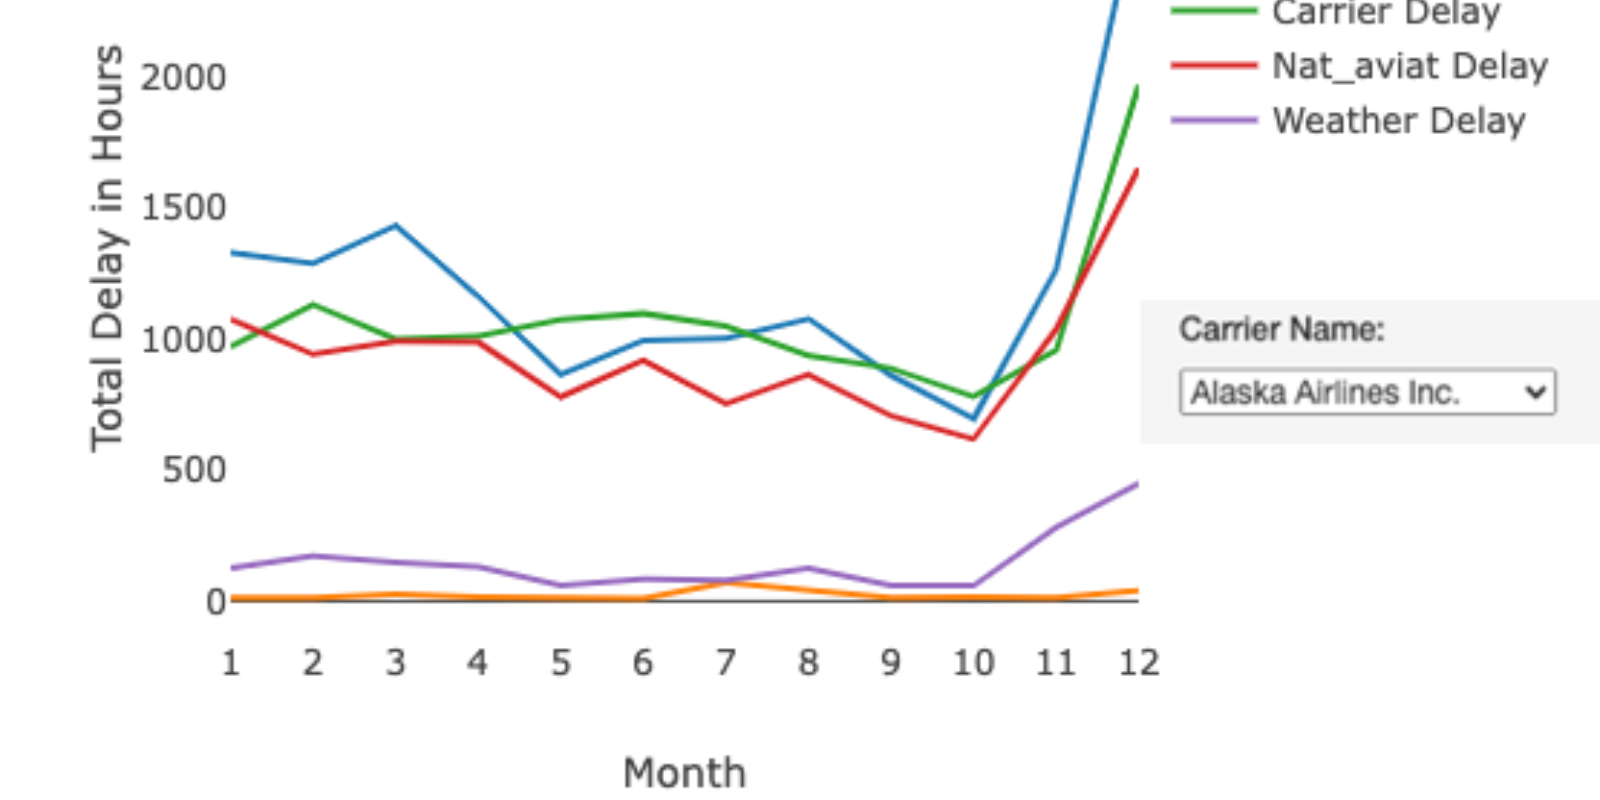 Carrier Delay
Nat_aviat Delay
Weather Delay
Total Delay in Hours
2000
1500
1000
500
0
1 2 3 4 5 6 7 8 9 10 11 12
Month
Carrier Name:
Alaska Airlines Inc.